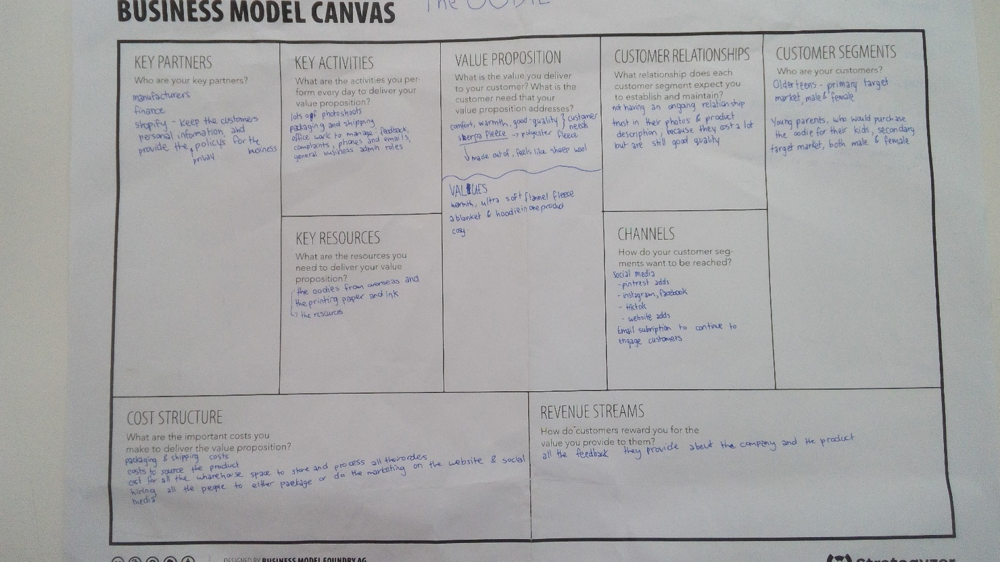 BUSINESS MODEL CANVAS
The OODIE
KEY PARTNERS
Who are your key partners?
manufacturers
finance
shopify - keep the customers
personal information, and
provide the policys for the
privay
business
KEY ACTIVITIES
What are the activities you per-
form every day to deliver your
value proposition?
lots of photoshoots
packaging and shipping
office work to manage - feedback,
complaints, phones and emails,
general business admin roles
KEY RESOURCES
What are the resources you
need to deliver your value
proposition?
the oodies from overseas and
the printing paper and ink
↳ the resources
VALUE PROPOSITION
What is the value you deliver
to your customer? What is the
customer need that your
value proposition addresses?
comfort, warmth, good-quality } customer
needs
sherpa fleece → polyester fleece
↳ made out of, feels like sheep wool
VALUES
warmth, ultra soft flannel fleece
a blanket & hoodie in one product
cosy
CUSTOMER RELATIONSHIPS
What relationship does each
customer segment expect you
to establish and maintain?
not having an ongoing relationship
trust in their photos & product
description, because they cost a lot
but are still good quality
CHANNELS
How do your customer seg-
ments want to be reached?
Social media
- pintrest adds
- instagram, facebook
- tiktok
- website adds
Email subription to continue to
engage customers
CUSTOMER SEGMENTS
Who are your customers?
Older teens - primary target
market, male & female
Young parents, who would purchase
the oodie for their kids, secondary
target market, both male & female
COST STRUCTURE
What are the important costs you
make to deliver the value proposition?
packaging & shipping costs
costs to source the product
cost for all the wharehouse space to store and process all their orders
hiring all the people to either package or do the marketing on the website & social
media
REVENUE STREAMS
How do customers reward you for the
value you provide to them?
all the feedback they provide about the company and the product
DESIGNED BY BUSINESS MODEL FOUNDRY AG
Strategyzer